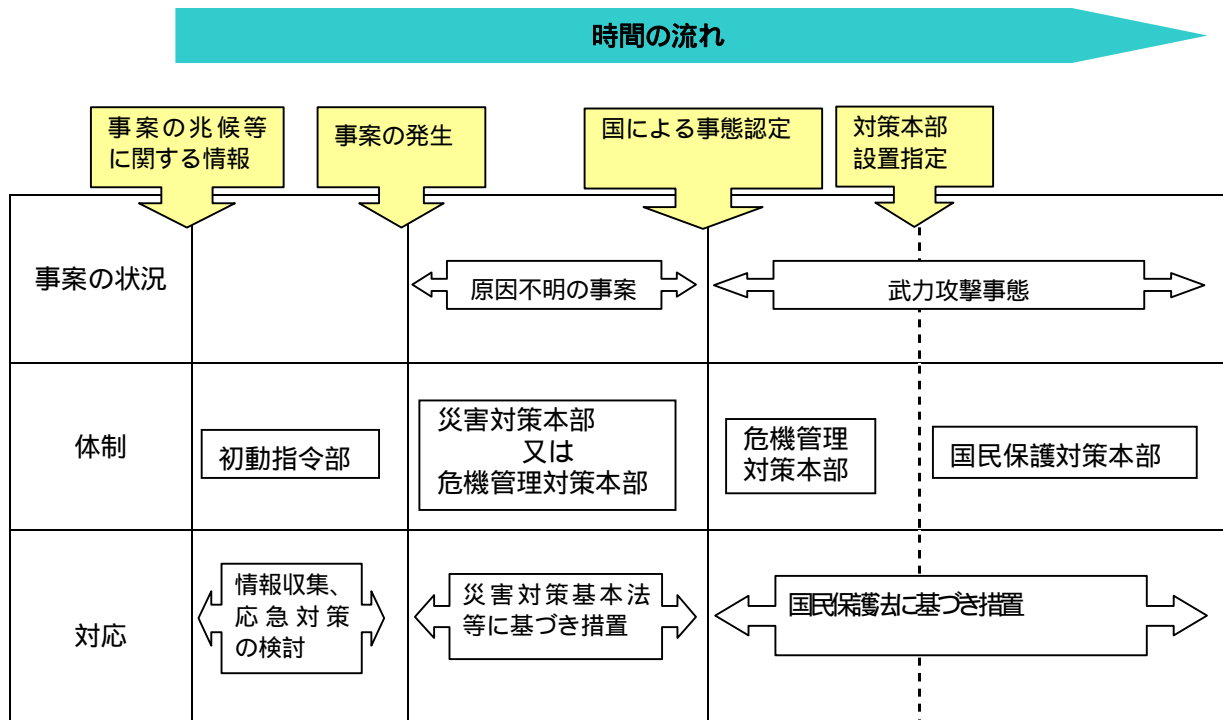 時間の流れ
事案の兆候等
に関する情報
事案の発生
国による事態認定
対策本部
設置指定
事案の状況
原因不明の事案
武力攻撃事態
体制
初動指令部
災害対策本部
又は
危機管理対策本部
危機管理
対策本部
国民保護対策本部
対応
情報収集、
応急対策
の検討
災害対策基本法
等に基づき措置
国民保護法に基づき措置